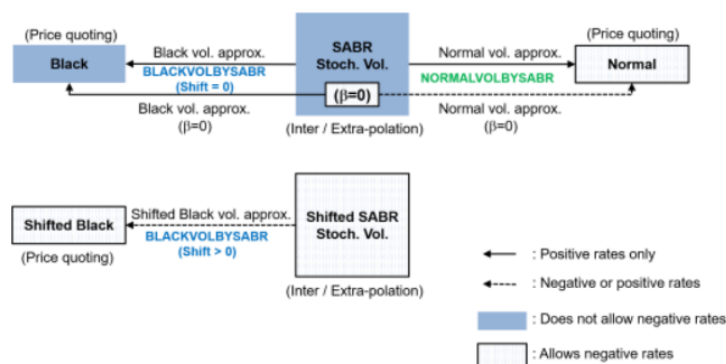 (Price quoting)
Black
Black vol. approx.
BLACKVOLBYSABR
(Shift = 0)
Black vol. approx.
(β=0)
SABR
Stoch. Vol.
(β=0)
(Inter / Extra-polation)
Normal vol. approx.
NORMALVOLBYSABR
Normal vol. approx.
(β=0)
(Price quoting)
Normal
Shifted Black
(Price quoting)
Shifted Black vol. approx.
BLACKVOLBYSABR
(Shift > 0)
Shifted SABR
Stoch. Vol.
(Inter / Extra-polation)
: Positive rates only
: Negative or positive rates
: Does not allow negative rates
: Allows negative rates